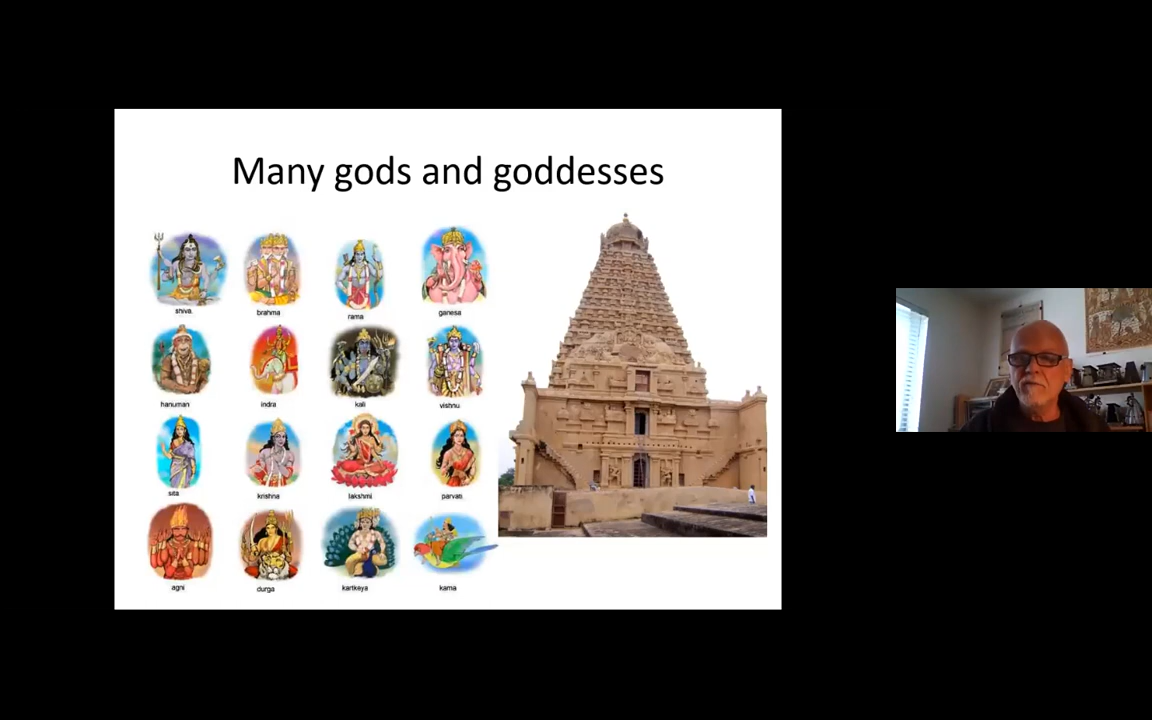 Many gods and goddesses
shiva
brahma
rama
ganesa
hanuman
indra
kali
vishnu
sita
krishna
lakshmi
parvati
agni
durga
kartkeya
kama